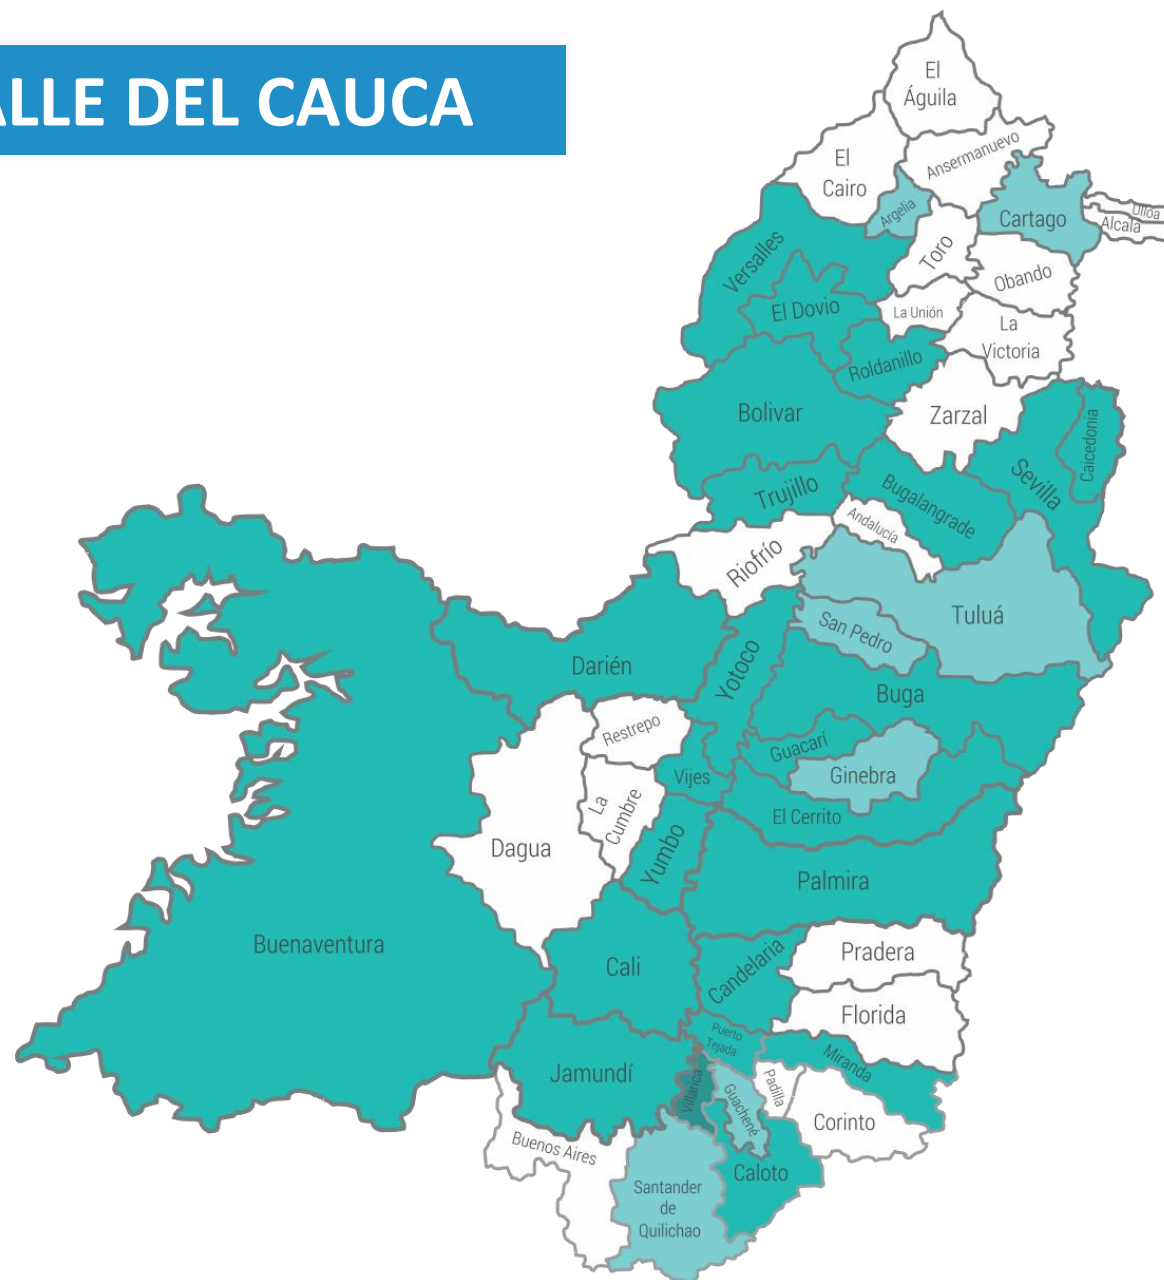 ALLE DEL CAUCA
El
Águila
El
Cairo
Ansermanuevo
Argelia
Cartago
Ulloa
Alcala
Versalles
Toro
Obando
El Dovio
La Unión
La
Victoria
Roldanillo
Bolivar
Zarzal
Caicedonia
Sevilla
Trujillo
Bugalangrade
Andalucía
Riofrío
Tuluá
San Pedro
Darién
Yotoco
Buga
Restrepo
Guacarí
Vijes
Ginebra
La
Cumbre
El Cerrito
Dagua
Yumbo
Palmira
Buenaventura
Cali
Candelaria
Pradera
Florida
Puerto
Tejada
Miranda
Jamundí
Villarica
Guachené
Padilla
Corinto
Buenos Aires
Caloto
Santander
de
Quilichao